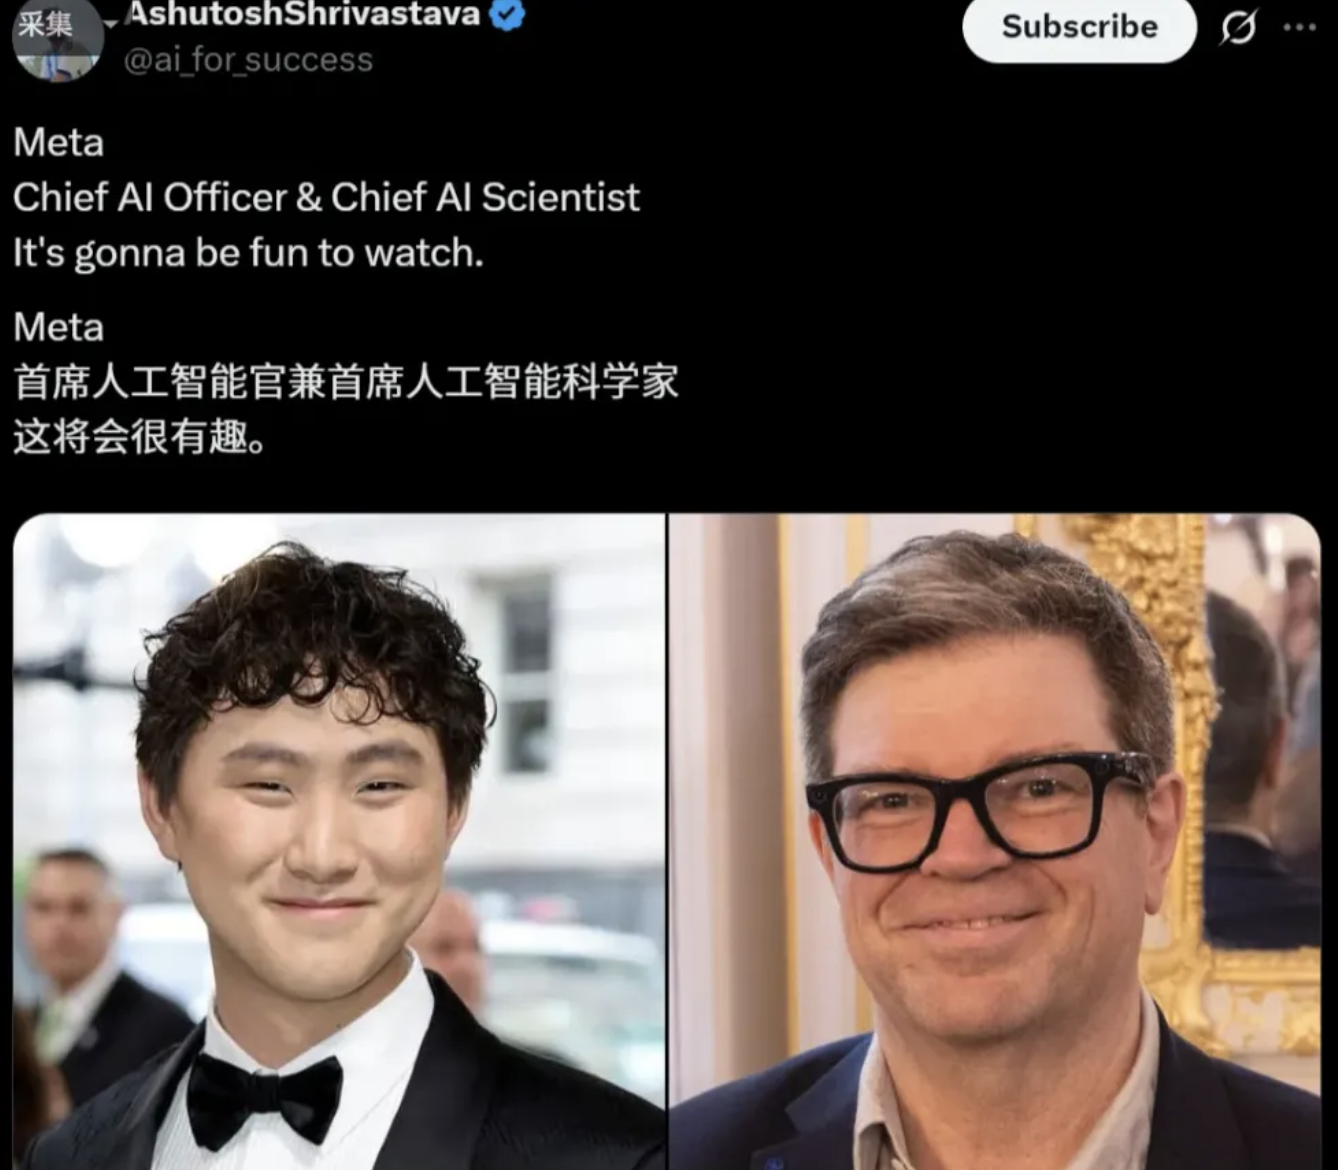 采集
AshutoshShrivastava
@ai_for_success
Subscribe
Meta
Chief AI Officer & Chief AI Scientist
It's gonna be fun to watch.
Meta
首席人工智能官兼首席人工智能科学家
这将会很有趣。